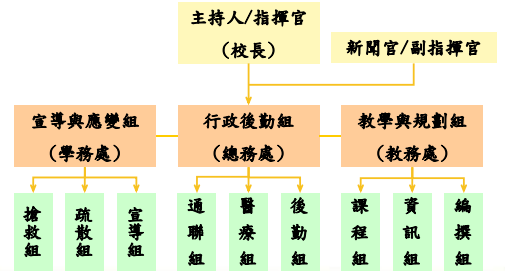 主持人/指揮官
(校長)
新聞官/副指揮官
宣導與應變組
(學務處)
行政後勤組
(總務處)
教學與規劃組
(教務處)
搶救組
疏散組
宣導組
通聯組
醫療組
後勤組
課程組
資訊組
編撰組